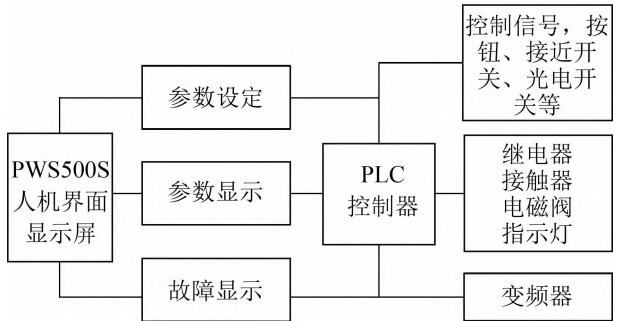 PWS500S
人机界面
显示屏
参数设定
参数显示
故障显示
PLC
控制器
控制信号，按
钮、接近开
关、光电开
关等
继电器
接触器
电磁阀
指示灯
变频器